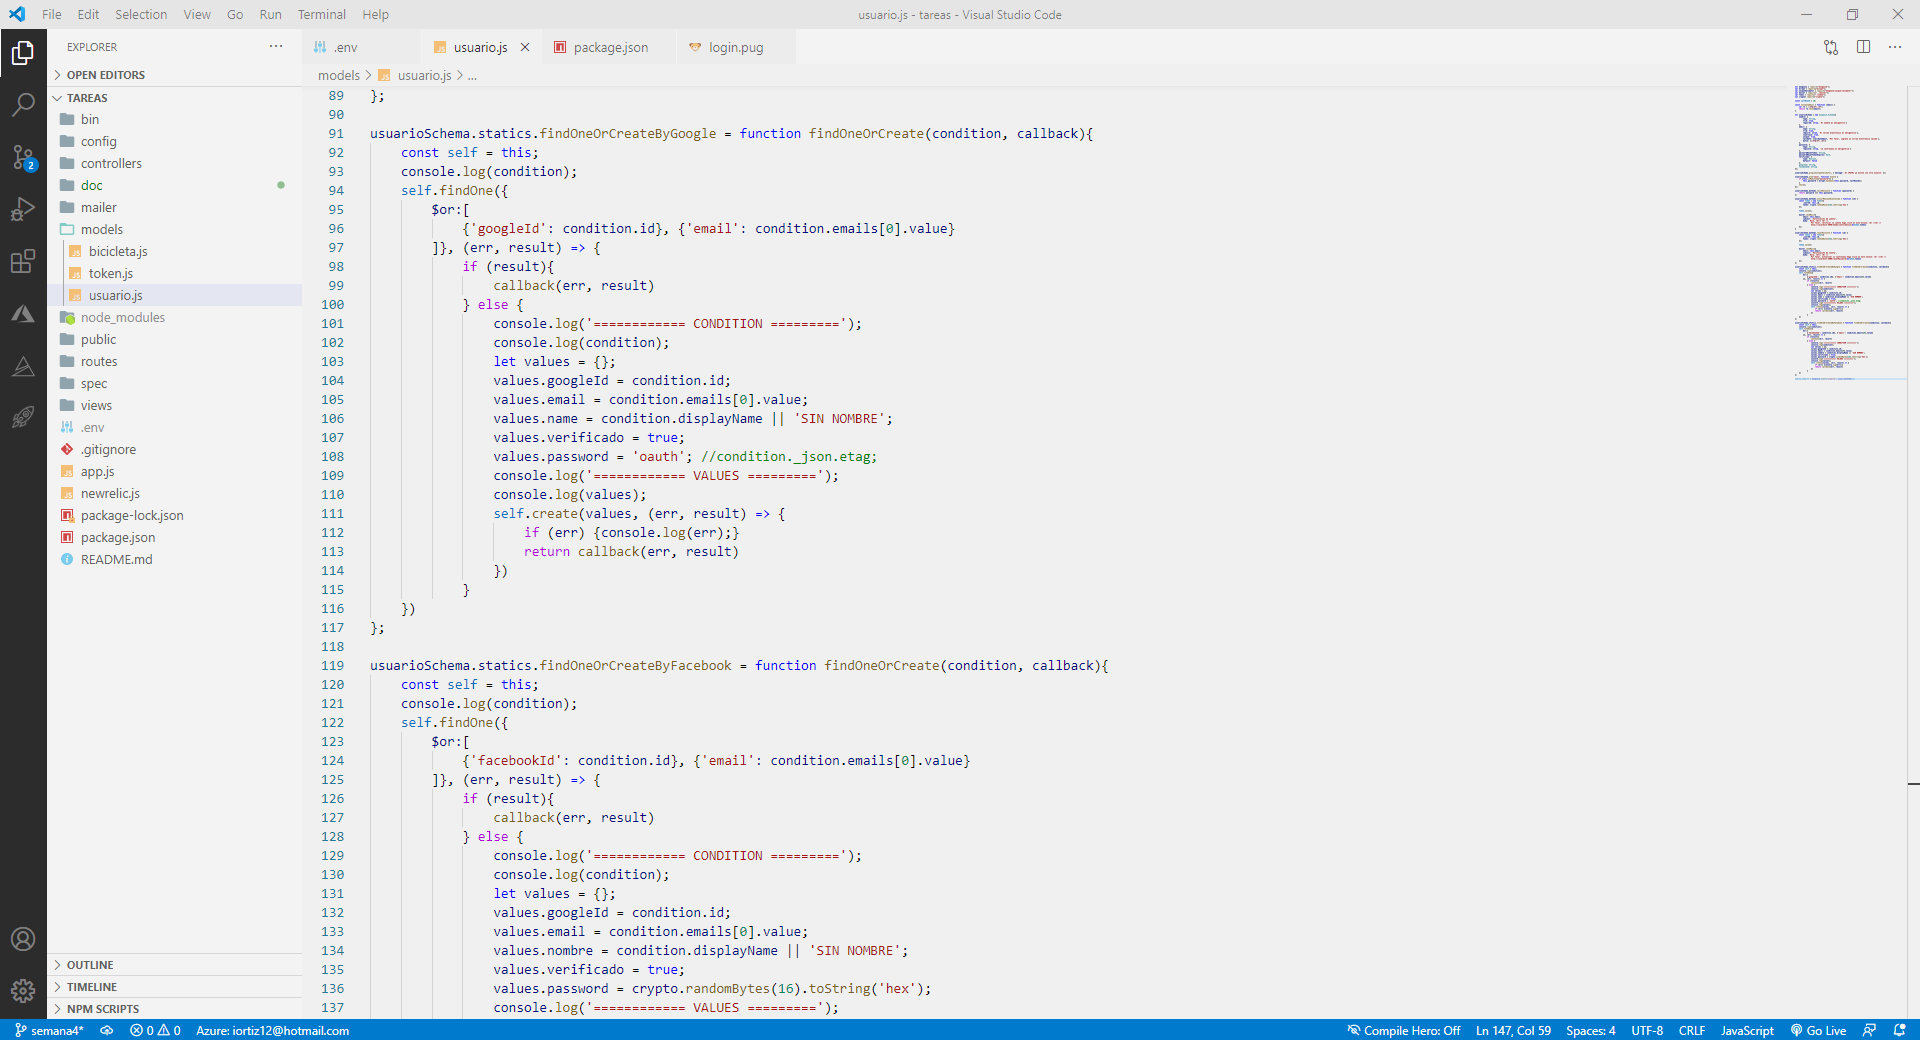 File Edit Selection View Go Run Terminal Help
usuario.js - tareas - Visual Studio Code
EXPLORER
OPEN EDITORS
TAREAS
bin
config
controllers
doc
mailer
models
bicicleta.js
token.js
usuario.js
node_modules
public
routes
spec
views
.env
.gitignore
app.js
newrelic.js
package-lock.json
package.json
README.md
OUTLINE
TIMELINE
NPM SCRIPTS
2
.env usuario.js package.json login.pug
models > usuario.js > ...
89 };
90
91 usuarioSchema.statics.findOneOrCreateByGoogle = function findOneOrCreate(condition, callback){
92     const self = this;
93     console.log(condition);
94     self.findOne({
95         $or:[
96             {'googleId': condition.id}, {'email': condition.emails[0].value}
97         ]}, (err, result) => {
98             if (result){
99                 callback(err, result)
100             } else {
101                 console.log('============ CONDITION =========');
102                 console.log(condition);
103                 let values = {};
104                 values.googleId = condition.id;
105                 values.email = condition.emails[0].value;
106                 values.name = condition.displayName || 'SIN NOMBRE';
107                 values.verificado = true;
108                 values.password = 'oauth'; //condition._json.etag;
109                 console.log('============ VALUES =========');
110                 console.log(values);
111                 self.create(values, (err, result) => {
112                     if (err) {console.log(err);}
113                     return callback(err, result)
114                 })
115             }
116     })
117 };
118
119 usuarioSchema.statics.findOneOrCreateByFacebook = function findOneOrCreate(condition, callback){
120     const self = this;
121     console.log(condition);
122     self.findOne({
123         $or:[
124             {'facebookId': condition.id}, {'email': condition.emails[0].value}
125         ]}, (err, result) => {
126             if (result){
127                 callback(err, result)
128             } else {
129                 console.log('============ CONDITION =========');
130                 console.log(condition);
131                 let values = {};
132                 values.googleId = condition.id;
133                 values.email = condition.emails[0].value;
134                 values.nombre = condition.displayName || 'SIN NOMBRE';
135                 values.verificado = true;
136                 values.password = crypto.randomBytes(16).toString('hex');
137                 console.log('============ VALUES =========');
semana4* 0 0 Azure: iortiz12@hotmail.com
Compile Hero: Off Ln 147, Col 59 Spaces: 4 UTF-8 CRLF JavaScript Go Live